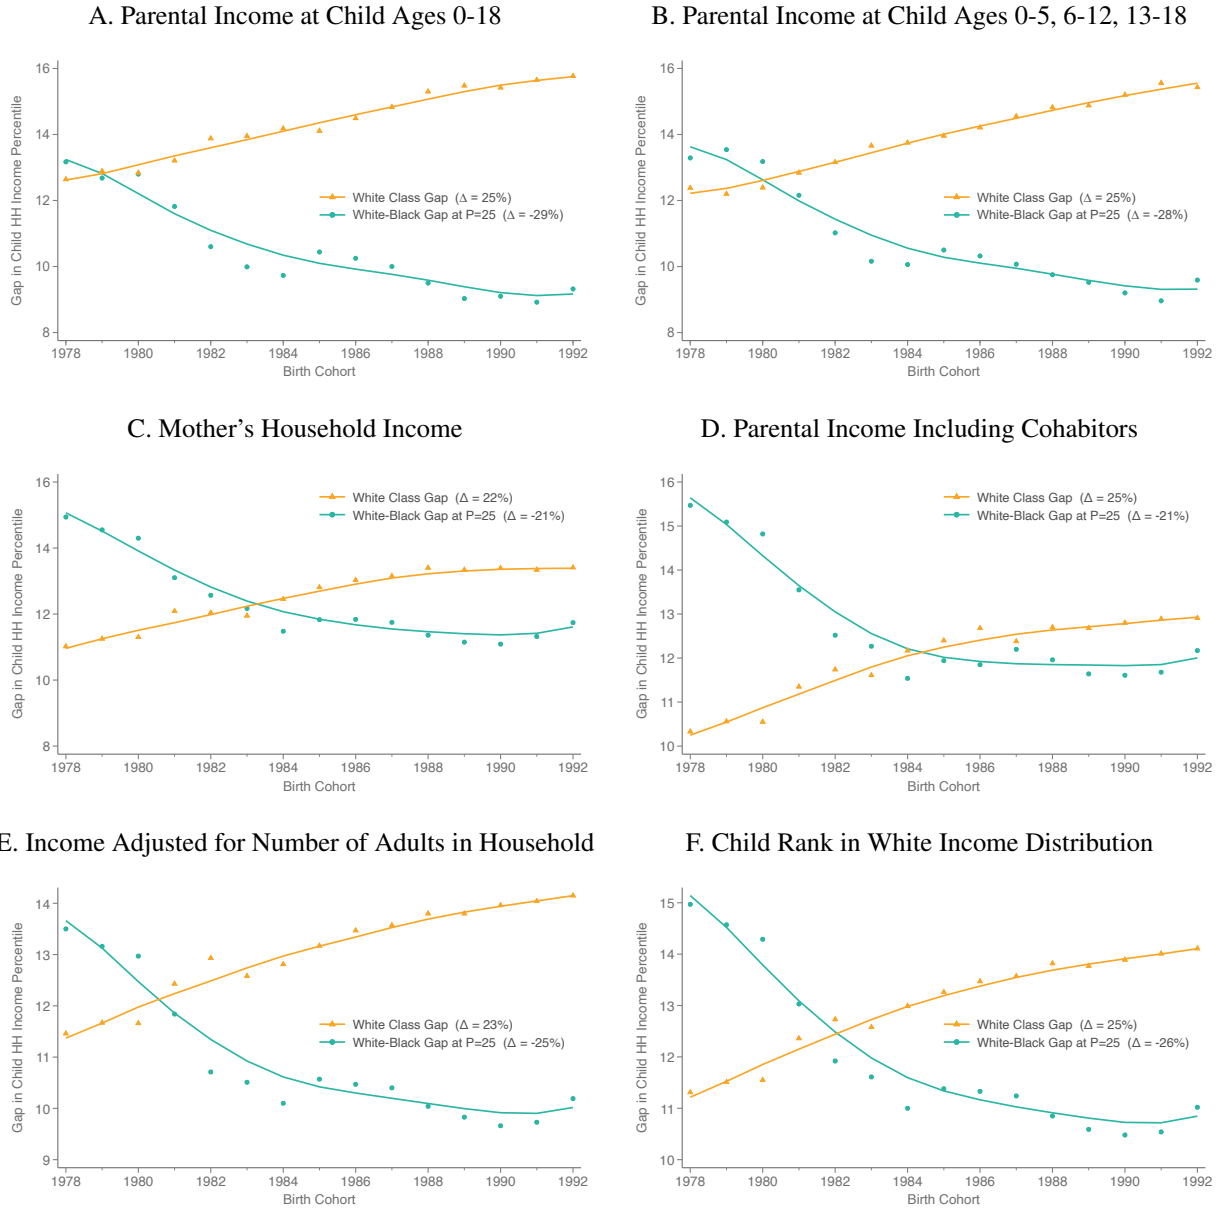 A. Parental Income at Child Ages 0-18
Gap in Child HH Income Percentile
16
14
12
10
8
White Class Gap (Δ = 25%)
White-Black Gap at P=25 (Δ = -29%)
1978 1980 1982 1984 1986 1988 1990 1992
Birth Cohort
B. Parental Income at Child Ages 0-5, 6-12, 13-18
Gap in Child HH Income Percentile
16
14
12
10
8
White Class Gap (Δ = 25%)
White-Black Gap at P=25 (Δ = -28%)
1978 1980 1982 1984 1986 1988 1990 1992
Birth Cohort
C. Mother's Household Income
Gap in Child HH Income Percentile
16
14
12
10
8
White Class Gap (Δ = 22%)
White-Black Gap at P=25 (Δ = -21%)
1978 1980 1982 1984 1986 1988 1990 1992
Birth Cohort
D. Parental Income Including Cohabitors
Gap in Child HH Income Percentile
16
15
14
13
12
11
10
White Class Gap (Δ = 25%)
White-Black Gap at P=25 (Δ = -21%)
1978 1980 1982 1984 1986 1988 1990 1992
Birth Cohort
E. Income Adjusted for Number of Adults in Household
Gap in Child HH Income Percentile
14
13
12
11
10
9
White Class Gap (Δ = 23%)
White-Black Gap at P=25 (Δ = -25%)
1978 1980 1982 1984 1986 1988 1990 1992
Birth Cohort
F. Child Rank in White Income Distribution
Gap in Child HH Income Percentile
15
14
13
12
11
10
White Class Gap (Δ = 25%)
White-Black Gap at P=25 (Δ = -26%)
1978 1980 1982 1984 1986 1988 1990 1992
Birth Cohort